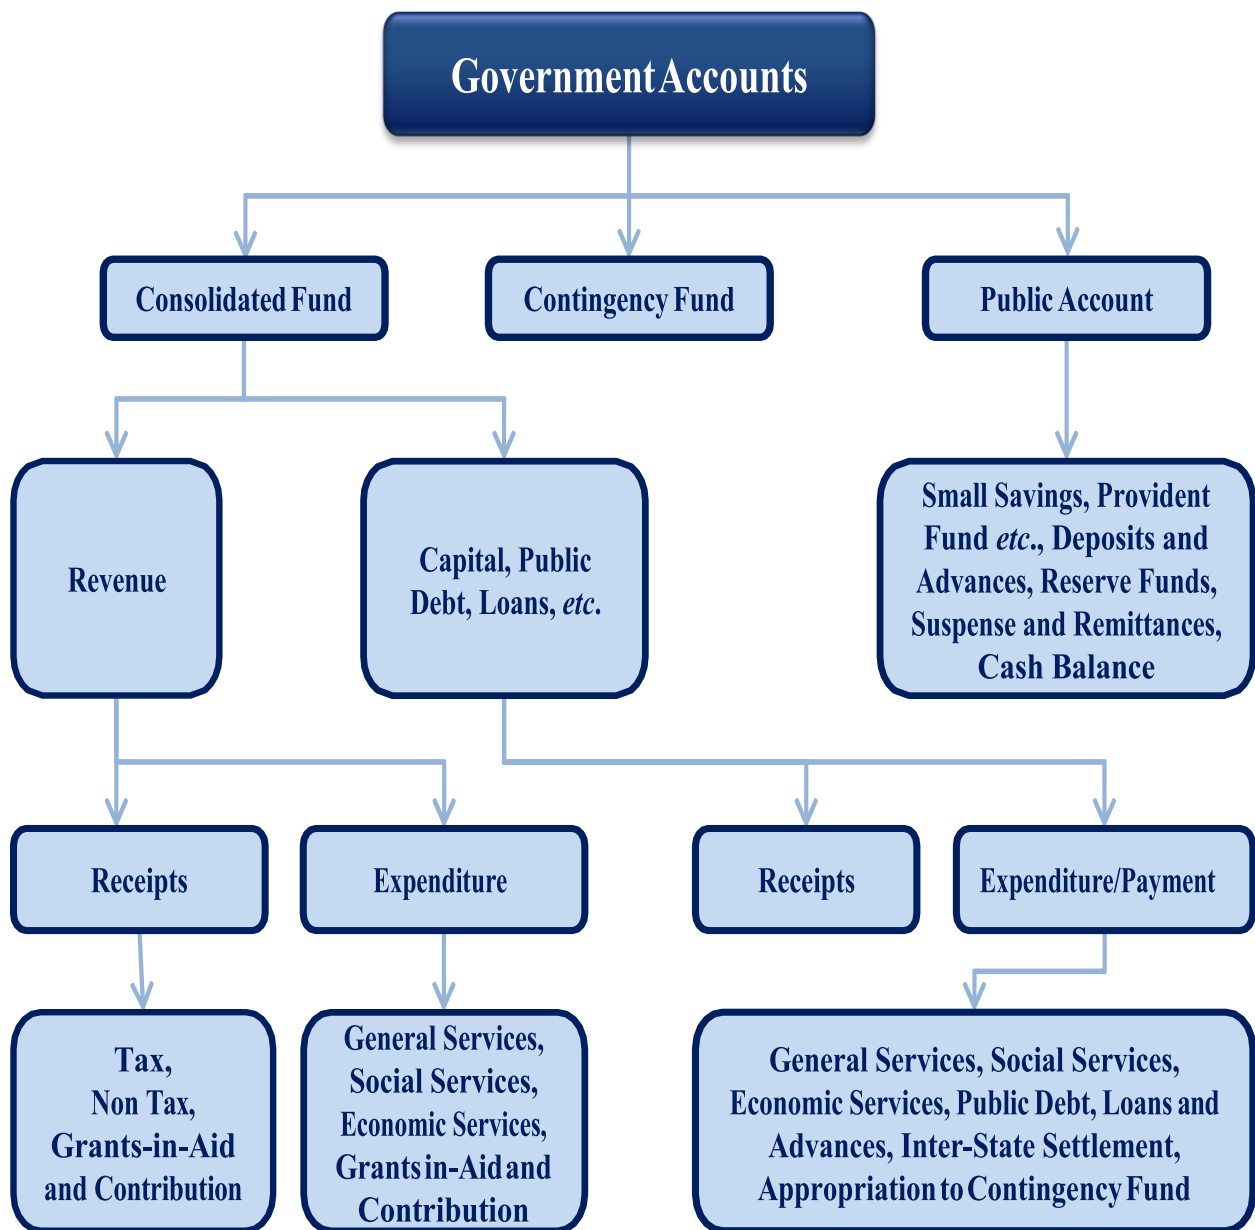 Government Accounts
Consolidated Fund
Contingency Fund
Public Account
Revenue
Capital, Public
Debt, Loans, etc.
Small Savings, Provident
Fund etc., Deposits and
Advances, Reserve Funds,
Suspense and Remittances,
Cash Balance
Receipts
Expenditure
Receipts
Expenditure/Payment
Tax,
Non Tax,
Grants-in-Aid
and Contribution
General Services,
Social Services,
Economic Services,
Grants in-Aid and
Contribution
General Services, Social Services,
Economic Services, Public Debt, Loans and
Advances, Inter-State Settlement,
Appropriation to Contingency Fund